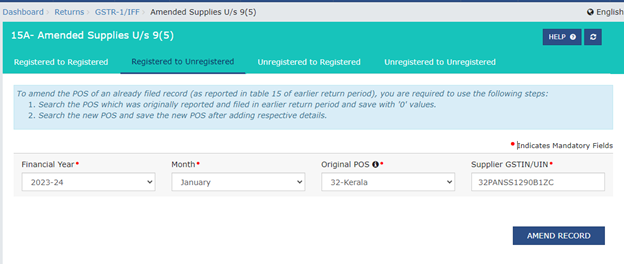 Dashboard › Returns › GSTR-1/IFF › Amended Supplies U/s 9(5) English
15A- Amended Supplies U/s 9(5) HELP ?
Registered to Registered Registered to Unregistered Unregistered to Registered Unregistered to Unregistered
To amend the POS of an already filed record (as reported in table 15 of earlier return period), you are required to use the following steps:
1. Search the POS which was originally reported and filed in earlier return period and save with '0' values.
2. Search the new POS and save the new POS after adding respective details.
• Indicates Mandatory Fields
Financial Year• Month• Original POS • Supplier GSTIN/UIN•
2023-24 January 32-Kerala 32PANSS1290B1ZC
AMEND RECORD